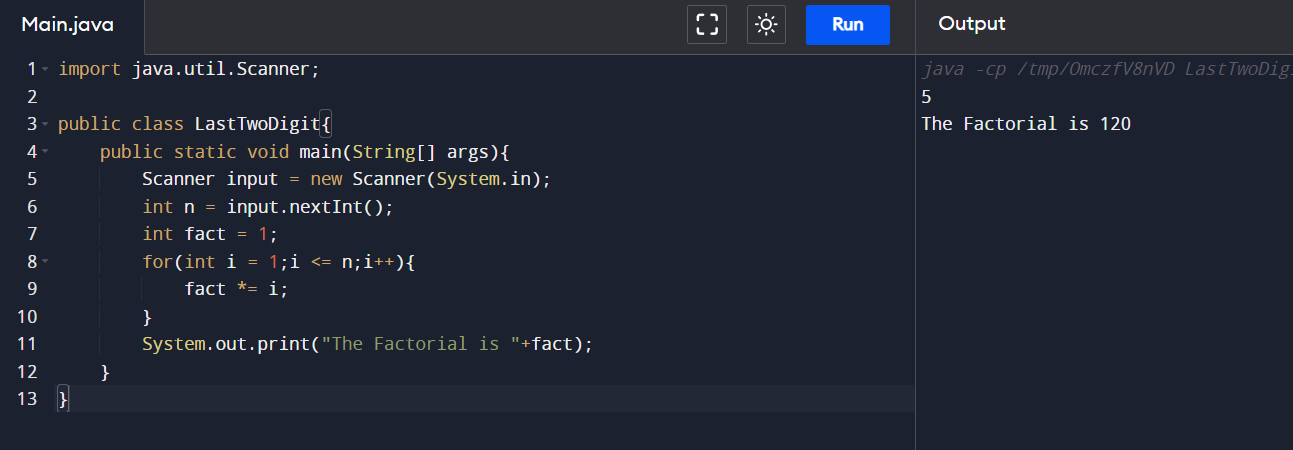 Main.java
Run
Output
1 import java.util.Scanner;
2
3 public class LastTwoDigit{
4 public static void main(String[] args){
5 Scanner input = new Scanner(System.in);
6 int n = input.nextInt();
7 int fact = 1;
8 for(int i = 1;i <= n;i++){
9 fact *= i;
10 }
11 System.out.print("The Factorial is "+fact);
12 }
13 }
java -cp /tmp/OmczfV8nVD LastTwoDig
5
The Factorial is 120